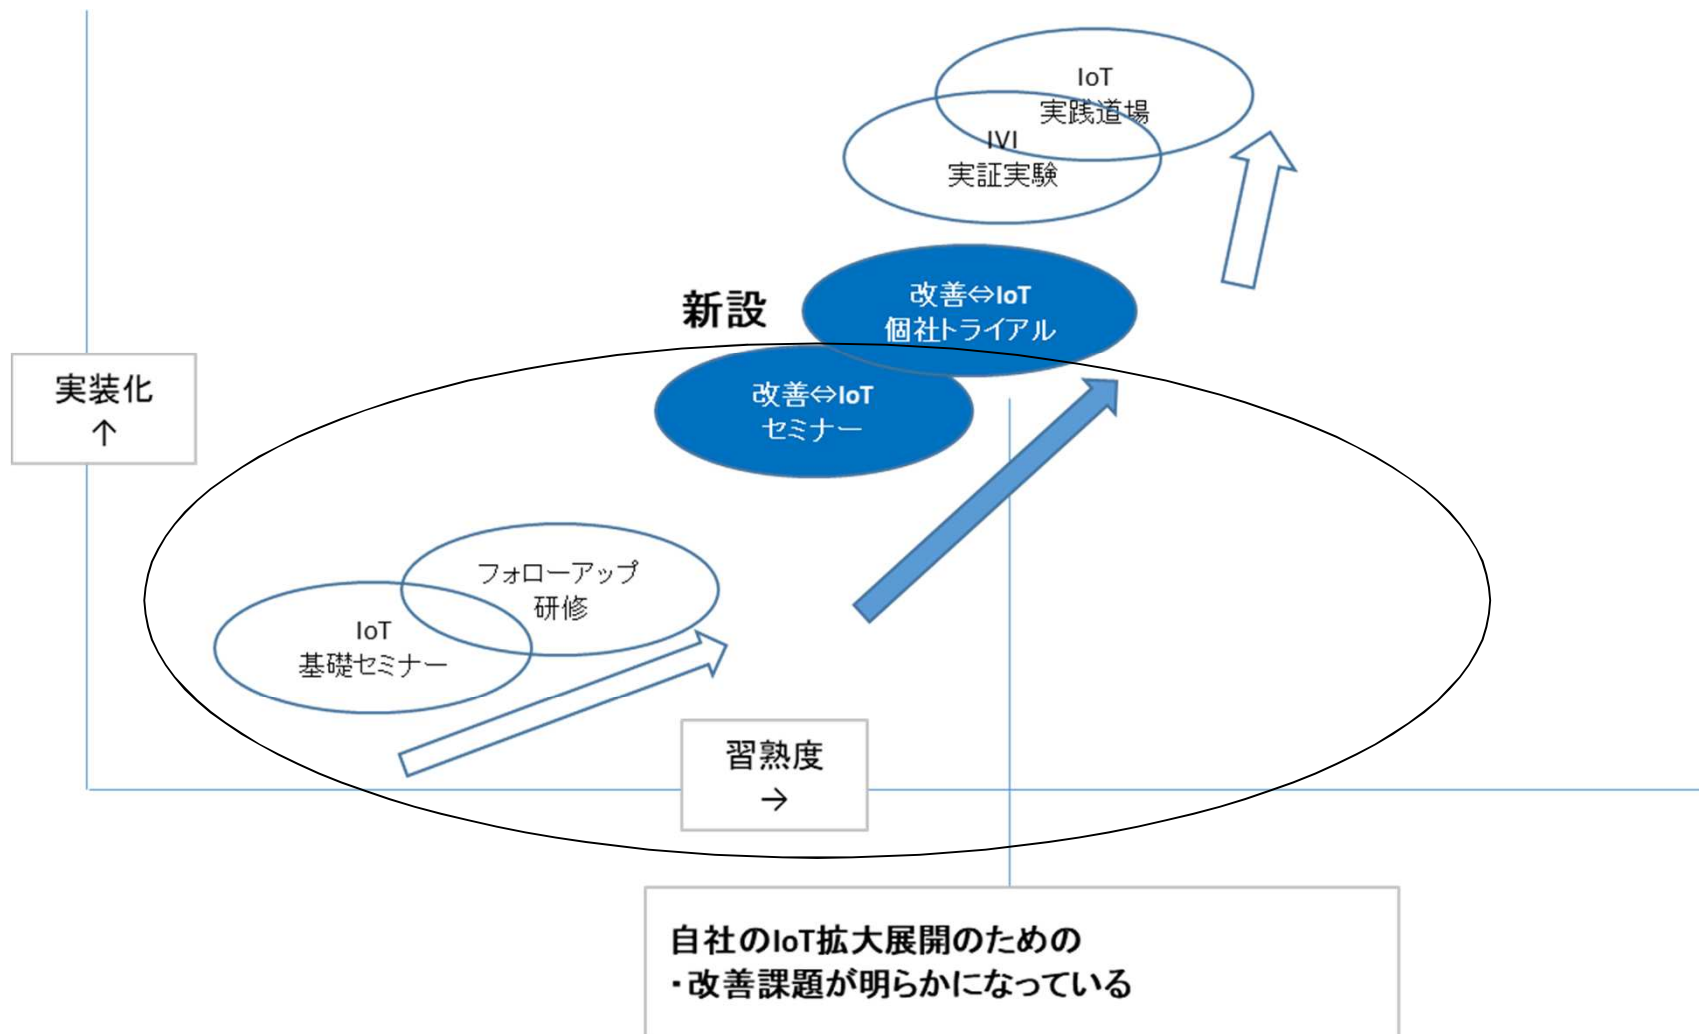 IoT
実践道場
IVI
実証実験
新設
改善⇔IoT
個社トライアル
改善⇔IoT
セミナー
実装化
↑
フォローアップ
研修
IoT
基礎セミナー
習熟度
→
自社のIoT拡大展開のための
・改善課題が明らかになっている